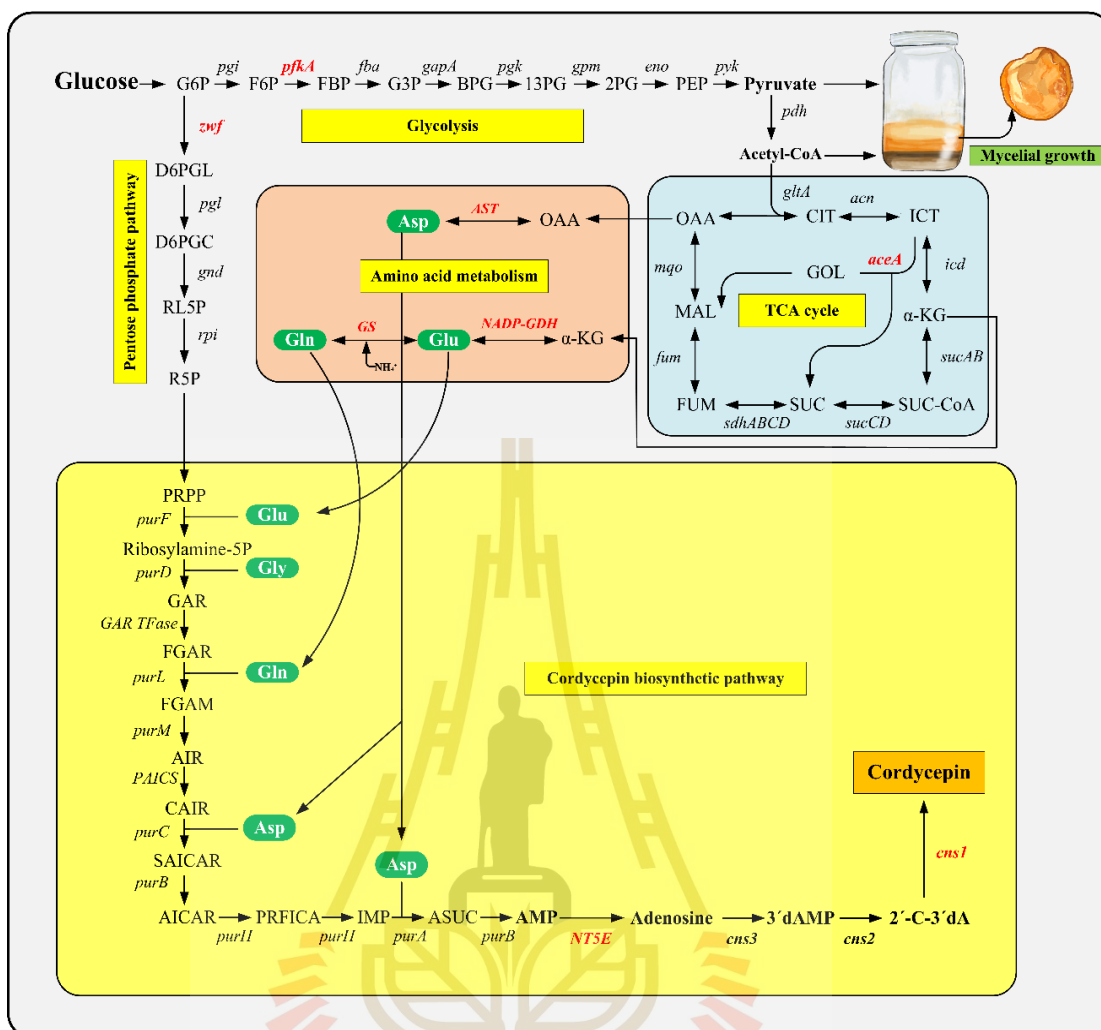 Glucose G6P pgi F6P pfkA FBP fba G3P gapA BPG pgk 13PG gpm 2PG eno PEP pyk Pyruvate
Glycolysis
zwf
pdh
Mycelial growth
Acetyl-CoA
Pentose phosphate pathway
D6PGL
pgl
D6PGC
gnd
RL5P
rpi
R5P
Asp AST OAA
Amino acid metabolism
Gln GS Glu NADP-GDH α-KG
NH₄⁺
gltA acn
OAA CIT ICT
mqo GOL aceA icd
MAL TCA cycle α-KG
fum sucAB
FUM SUC SUC-CoA
sdhABCD sucCD
PRPP
purF Glu
Ribosylamine-5P
purD Gly
GAR
GAR TFase
FGAR
purL Gln
FGAM
purM
AIR
PAICS
CAIR
purC Asp
SAICAR
purB
Cordycepin biosynthetic pathway
Cordycepin
cns1
Asp
AICAR PRFICA IMP ASUC AMP Adenosine 3´dAMP 2´-C-3´dA
purH purH purA purB NT5E cns3 cns2